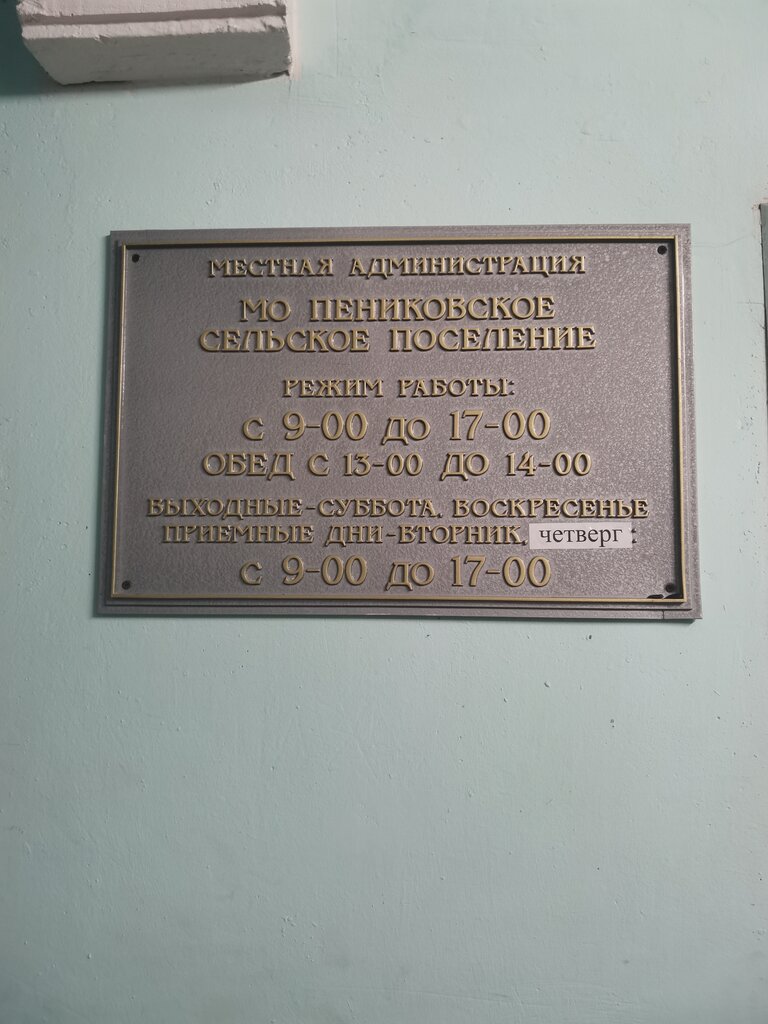 МЕСТНАЯ АДМИНИСТРАЦИЯ
МО ПЕНИКОВСКОЕ
СЕЛЬСКОЕ ПОСЕЛЕНИЕ
РЕЖИМ РАБОТЫ:
С 9-00 ДО 17-00
ОБЕД С 13-00 ДО 14-00
ВЫХОДНЫЕ-СУББОТА, ВОСКРЕСЕНЬЕ
ПРИЕМНЫЕ ДНИ-ВТОРНИК, четверг :
С 9-00 ДО 17-00